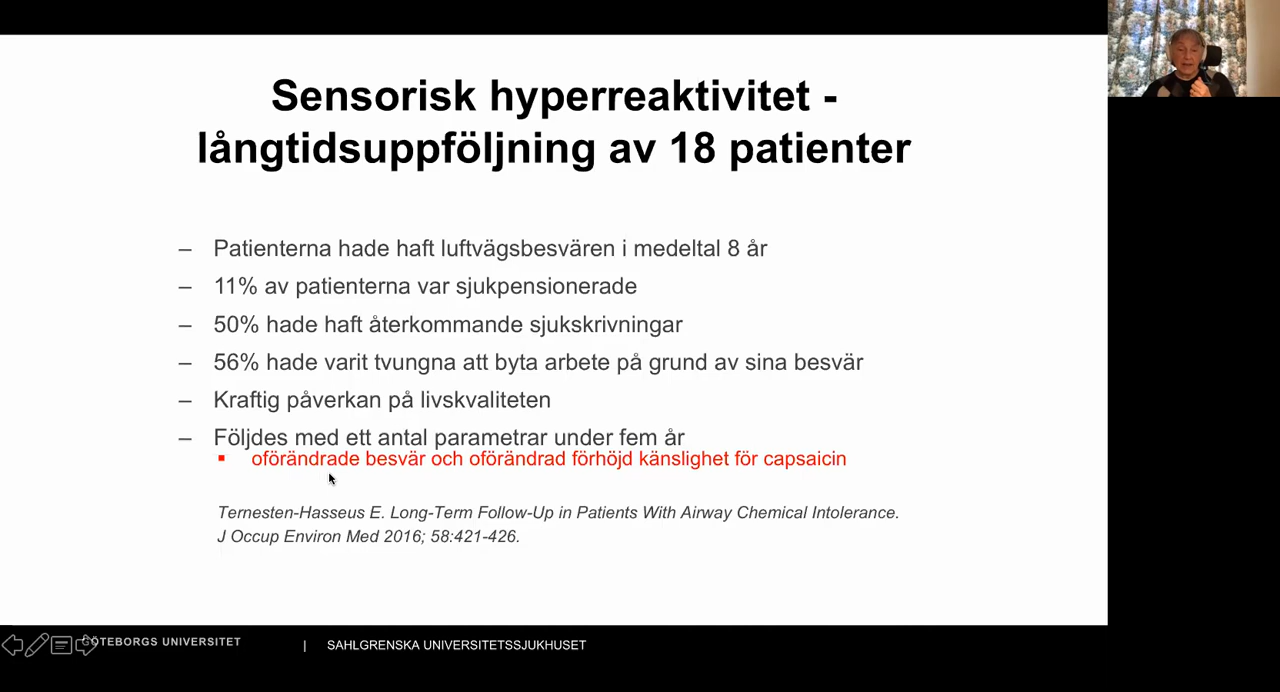 Sensorisk hyperreaktivitet -
långtidsuppföljning av 18 patienter
– Patienterna hade haft luftvägsbesvären i medeltal 8 år
– 11% av patienterna var sjukpensionerade
– 50% hade haft återkommande sjukskrivningar
– 56% hade varit tvungna att byta arbete på grund av sina besvär
– Kraftig påverkan på livskvaliteten
– Följdes med ett antal parametrar under fem år
▪ oförändrade besvär och oförändrad förhöjd känslighet för capsaicin
Ternesten-Hasseus E. Long-Term Follow-Up in Patients With Airway Chemical Intolerance.
J Occup Environ Med 2016; 58:421-426.
GÖTEBORGS UNIVERSITET | SAHLGRENSKA UNIVERSITETSSJUKHUSET